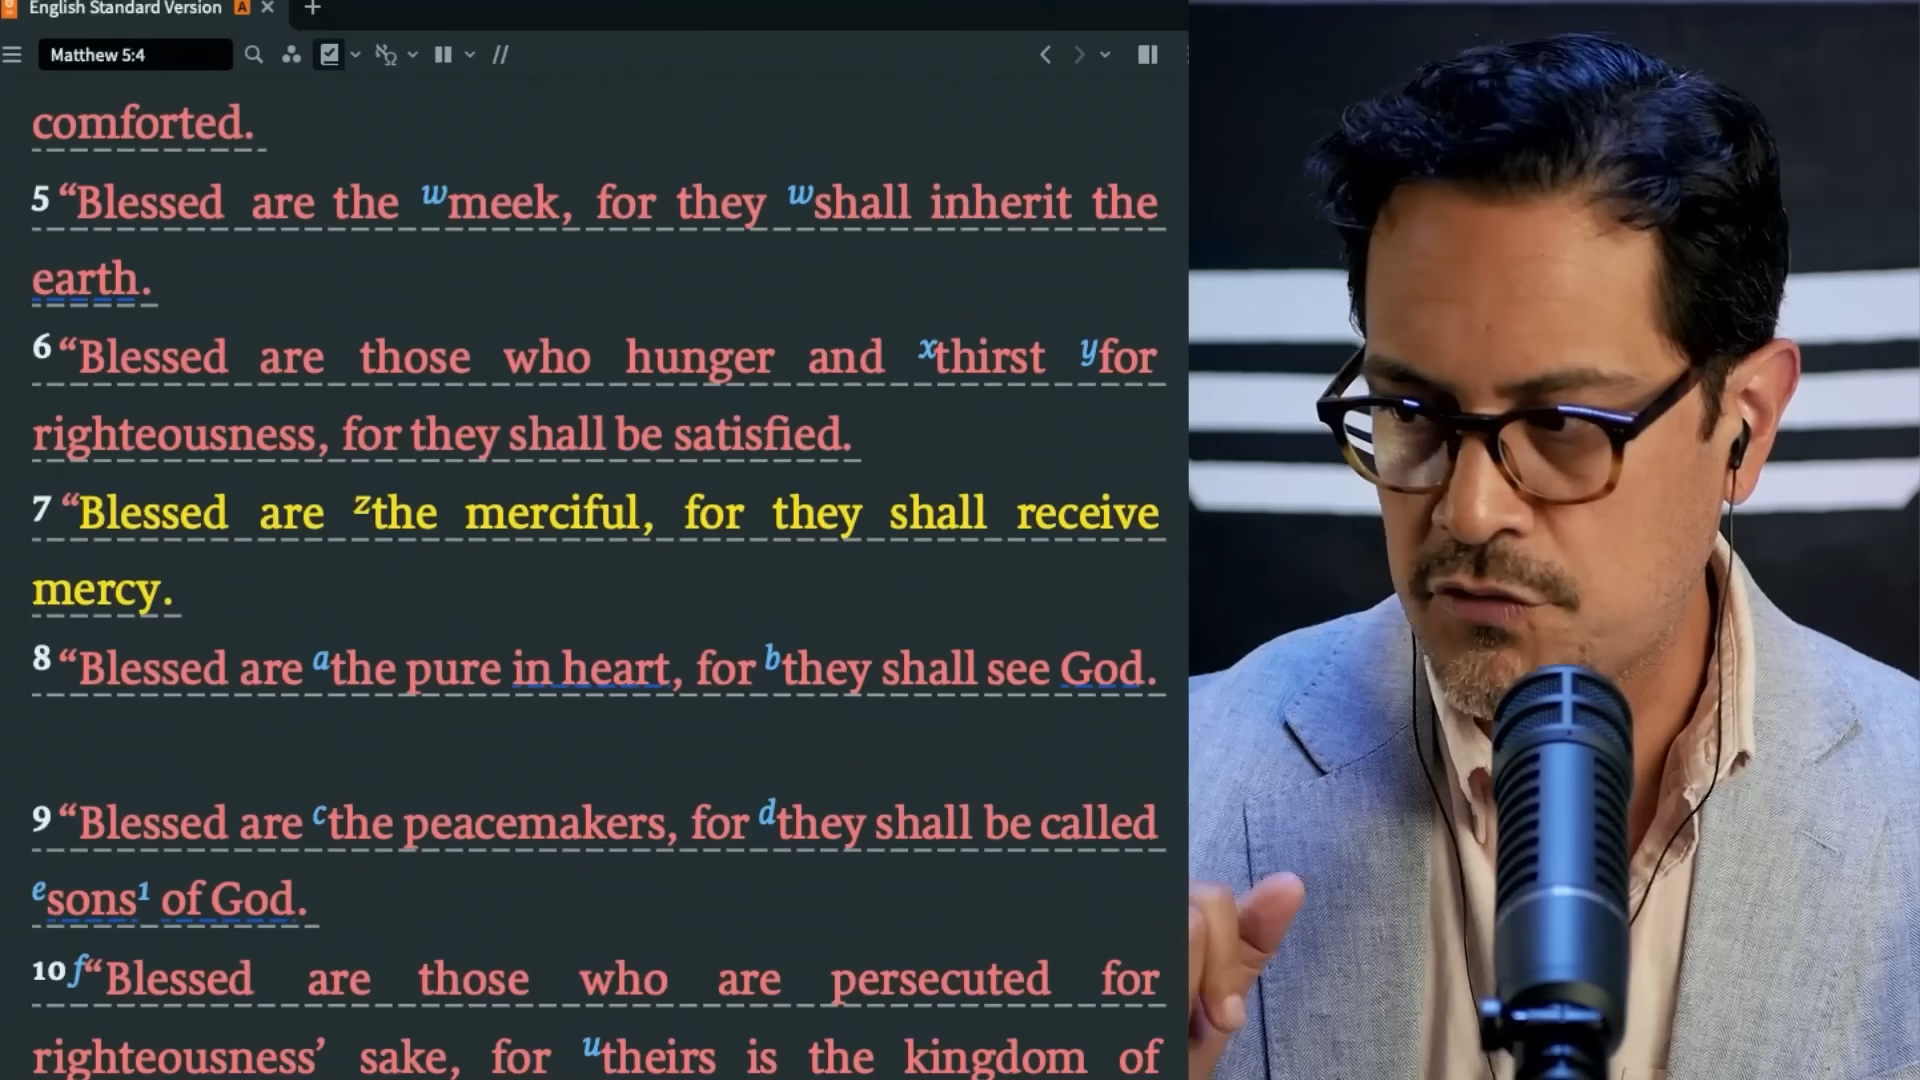 English Standard Version A
Matthew 5:4
comforted.
5 “Blessed are the wmeek, for they wshall inherit the
earth.
6 “Blessed are those who hunger and xthirst yfor
righteousness, for they shall be satisfied.
7 “Blessed are zthe merciful, for they shall receive
mercy.
8 “Blessed are athe pure in heart, for bthey shall see God.
9 “Blessed are cthe peacemakers, for dthey shall be called
esons1 of God.
10 f“Blessed are those who are persecuted for
righteousness’ sake, for utheirs is the kingdom of